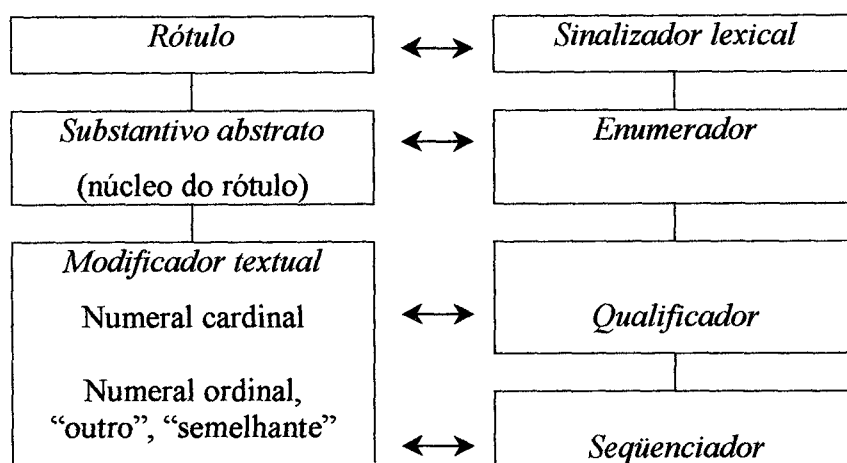 Rótulo
Sinalizador lexical
Substantivo abstrato
(núcleo do rótulo)
Enumerador
Modificador textual
Numeral cardinal
Qualificador
Numeral ordinal,
“outro”, “semelhante”
Seqüenciador